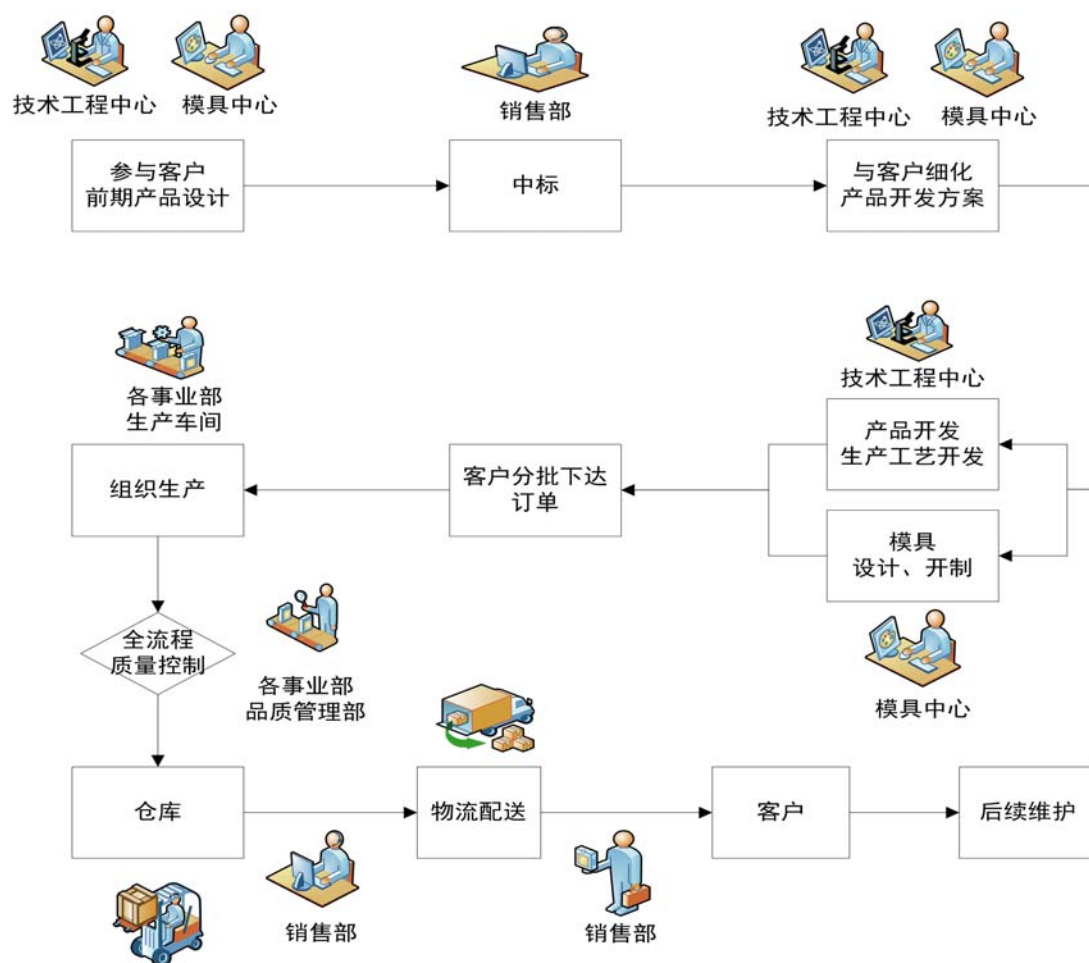 技术工程中心
模具中心
销售部
技术工程中心
模具中心
参与客户
前期产品设计
中标
与客户细化
产品开发方案
各事业部
生产车间
技术工程中心
组织生产
客户分批下达
订单
产品开发
生产工艺开发
模具
设计、开制
全流程
质量控制
各事业部
品质管理部
模具中心
仓库
物流配送
客户
后续维护
销售部
销售部